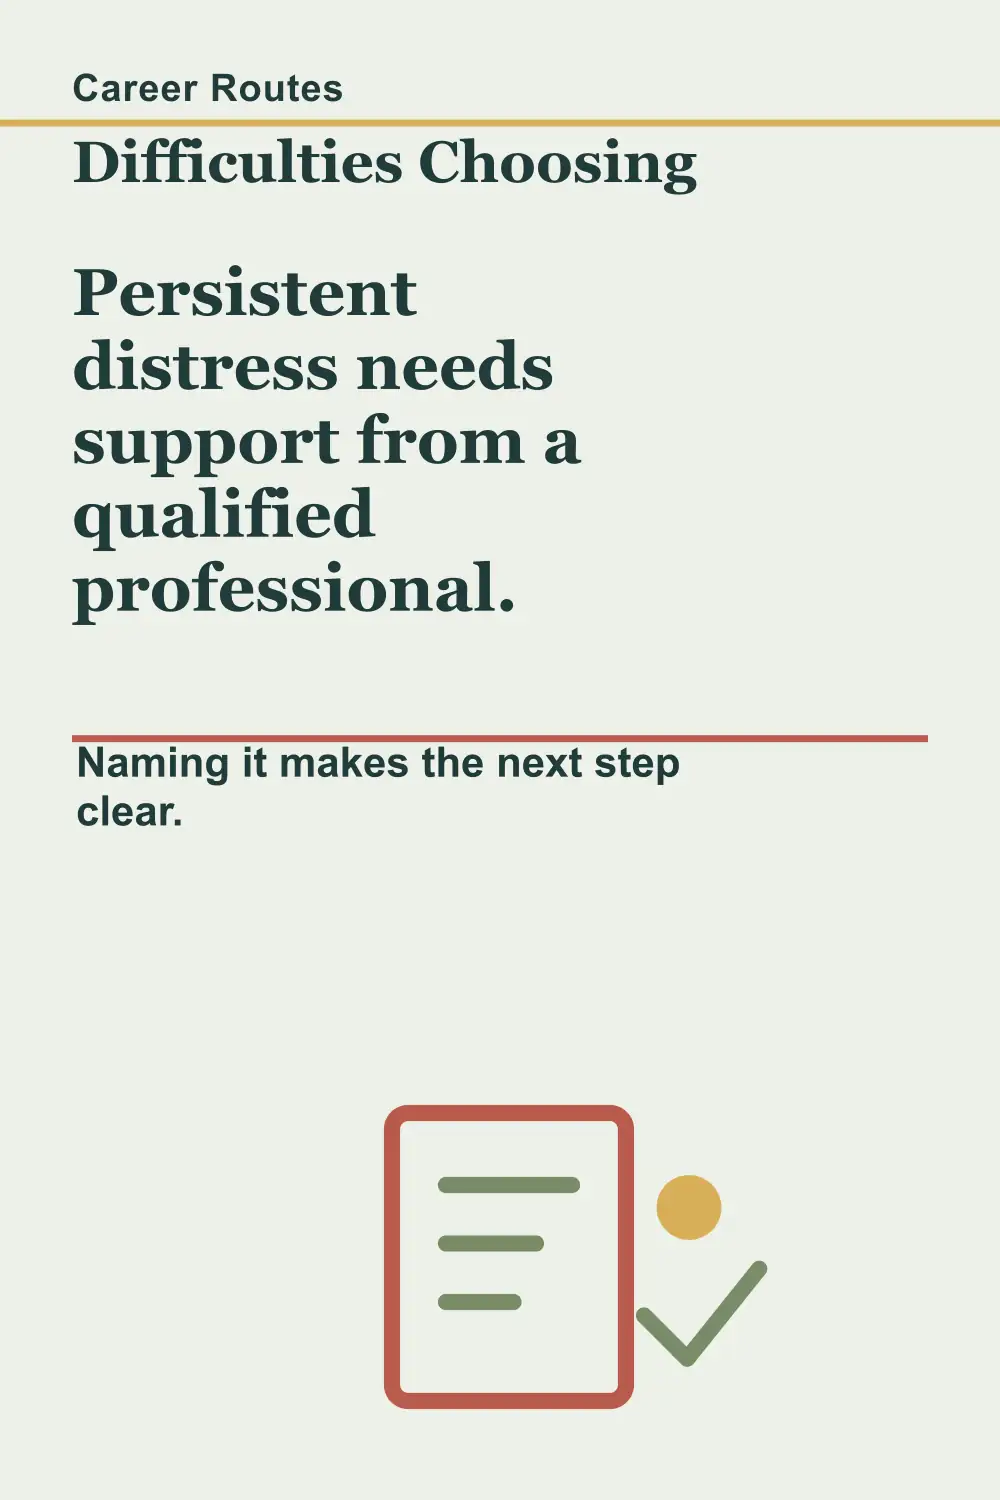 Career Routes
Difficulties Choosing
Persistent
distress needs
support from a
qualified
professional.
Naming it makes the next step
clear.